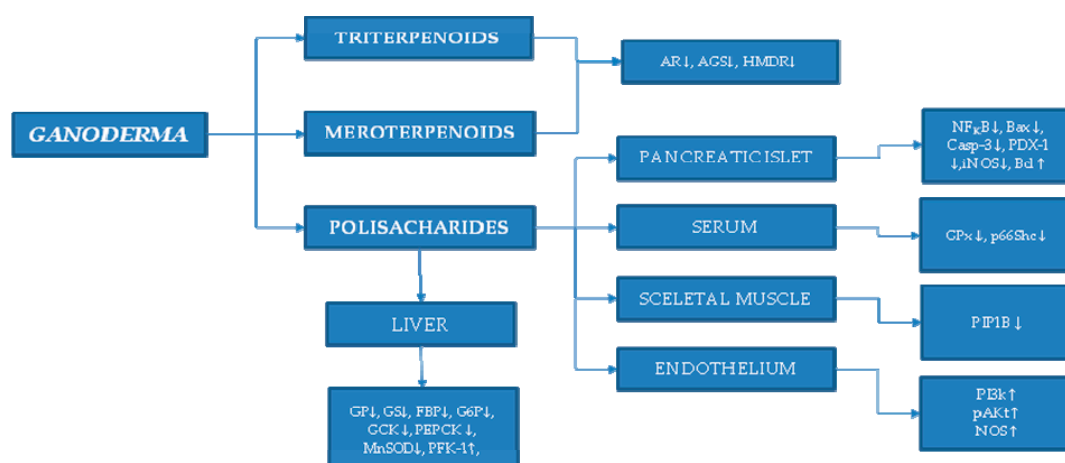 GANODERMA
TRITERPENOIDS
MEROTERPENOIDS
POLISACHARIDES
AR↓, AGS↓, HMDR↓
PANCREATIC ISLET
NFκB↓, Bax↓,
Casp-3↓, PDX-1
↓,iNOS↓, Bcl ↑
SERUM
GPx↓, p66Shc↓
SCELETAL MUSCLE
PIP1B ↓
ENDOTHELIUM
PI3k↑
pAKt↑
NOS↑
LIVER
GP↓, GS↓, FBP↓, G6P↓,
GCK↓, PEPCK ↓,
MnSOD↓, PFK-1↑,